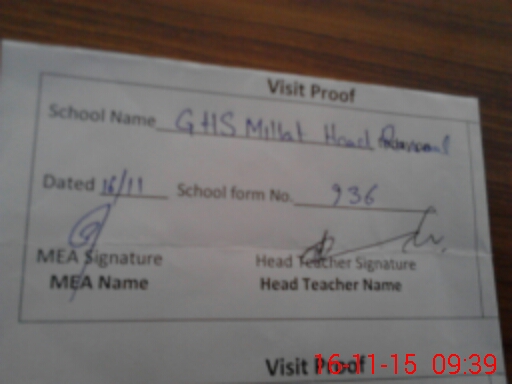 Visit Proof
School Name GHS Millat Head
Dated 16/11 School form No. 936
MEA Signature Head Teacher Signature
MEA Name Head Teacher Name
Visit Proof
16-11-15 09:39